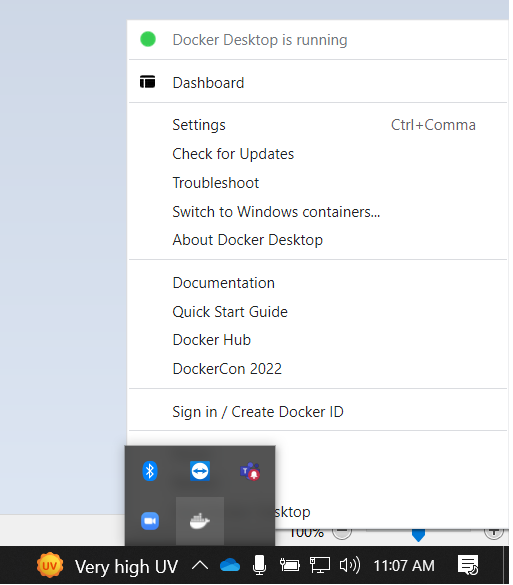 Docker Desktop is running
Dashboard
Settings Ctrl+Comma
Check for Updates
Troubleshoot
Switch to Windows containers...
About Docker Desktop
Documentation
Quick Start Guide
Docker Hub
DockerCon 2022
Sign in / Create Docker ID
sktop
100%
UV Very high UV 11:07 AM